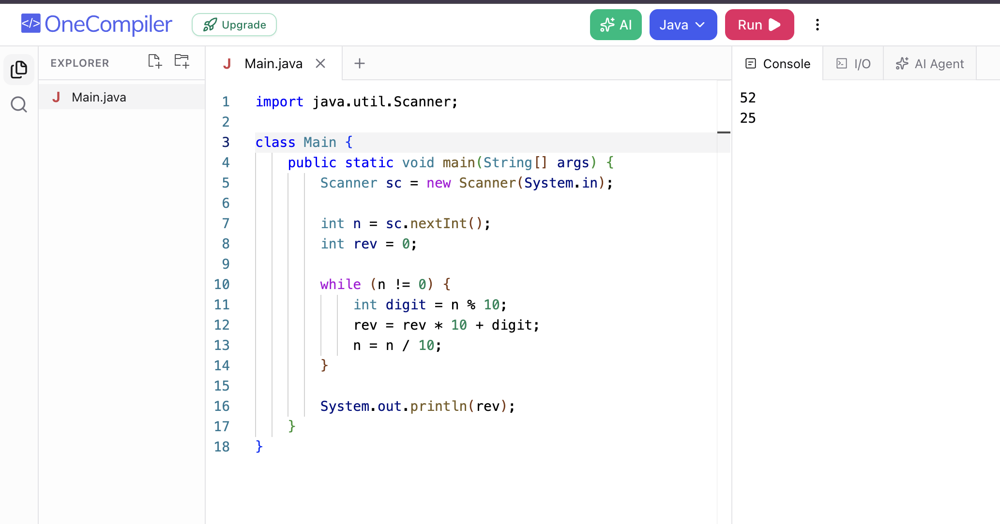 </> OneCompiler Upgrade AI Java Run
EXPLORER
Main.java
J Main.java
Console I/O AI Agent
1 import java.util.Scanner;
2
3 class Main {
4     public static void main(String[] args) {
5         Scanner sc = new Scanner(System.in);
6
7         int n = sc.nextInt();
8         int rev = 0;
9
10         while (n != 0) {
11             int digit = n % 10;
12             rev = rev * 10 + digit;
13             n = n / 10;
14         }
15
16         System.out.println(rev);
17     }
18 }
52
25